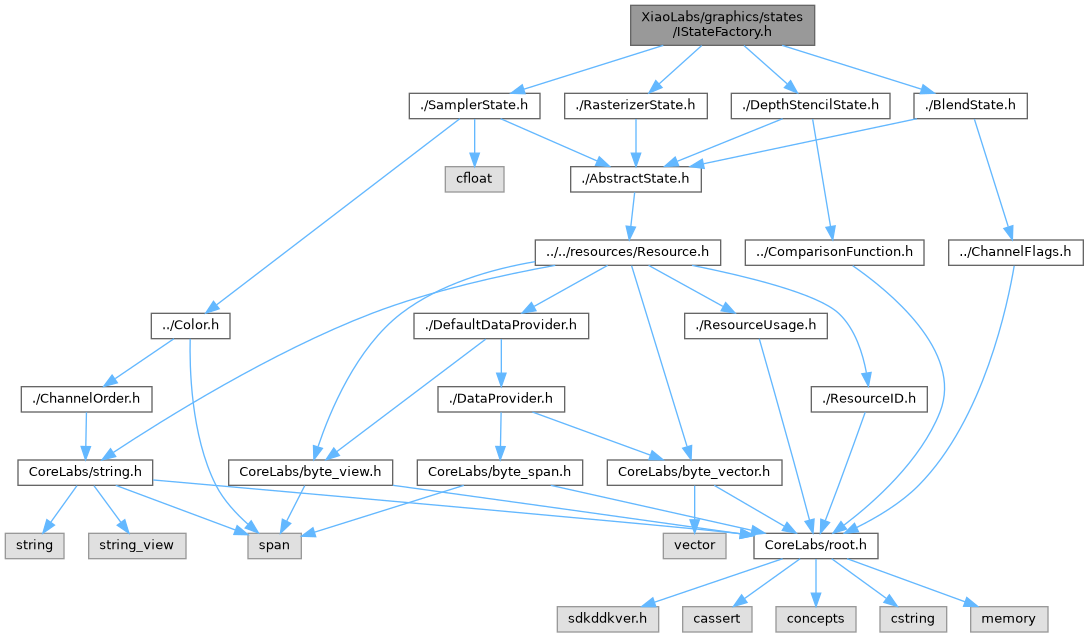 XiaoLabs/graphics/states
/IStateFactory.h
./SamplerState.h
./RasterizerState.h
./DepthStencilState.h
./BlendState.h
cfloat
./AbstractState.h
../../resources/Resource.h
../ComparisonFunction.h
../ChannelFlags.h
../Color.h
./DefaultDataProvider.h
./ResourceUsage.h
./ChannelOrder.h
./DataProvider.h
./ResourceID.h
CoreLabs/string.h
CoreLabs/byte_view.h
CoreLabs/byte_span.h
CoreLabs/byte_vector.h
string
string_view
span
vector
CoreLabs/root.h
sdkddkver.h
cassert
concepts
cstring
memory